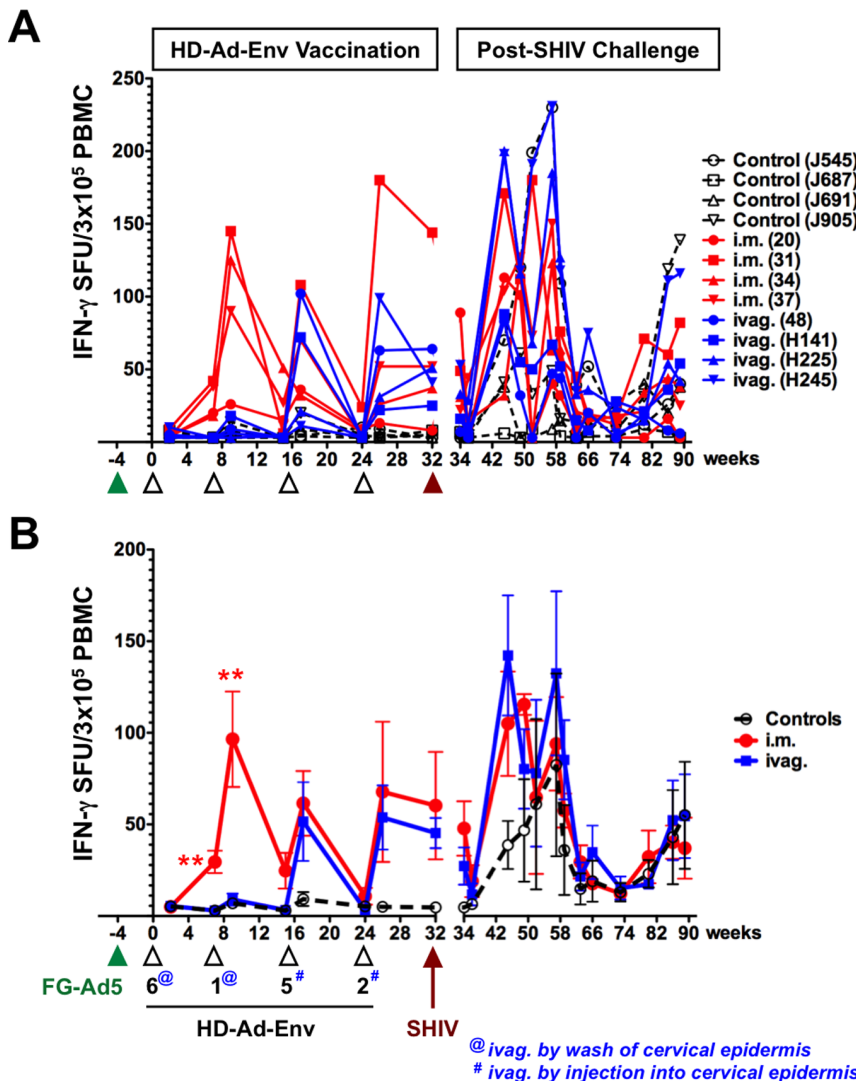 A
HD-Ad-Env Vaccination
Post-SHIV Challenge
IFN-γ SFU/3x10⁵ PBMC
250
200
150
100
50
-4 0 4 8 12 16 20 24 28 32 34 42 50 58 66 74 82 90 weeks
Control (J545)
Control (J687)
Control (J691)
Control (J905)
i.m. (20)
i.m. (31)
i.m. (34)
i.m. (37)
ivag. (48)
ivag. (H141)
ivag. (H225)
ivag. (H245)
B
IFN-γ SFU/3x10⁵ PBMC
200
150
100
50
**
**
Controls
i.m.
ivag.
-4 0 4 8 12 16 20 24 28 32 34 42 50 58 66 74 82 90 weeks
FG-Ad5 6@ 1@ 5# 2#
HD-Ad-Env SHIV
@ ivag. by wash of cervical epidermis
# ivag. by injection into cervical epidermis